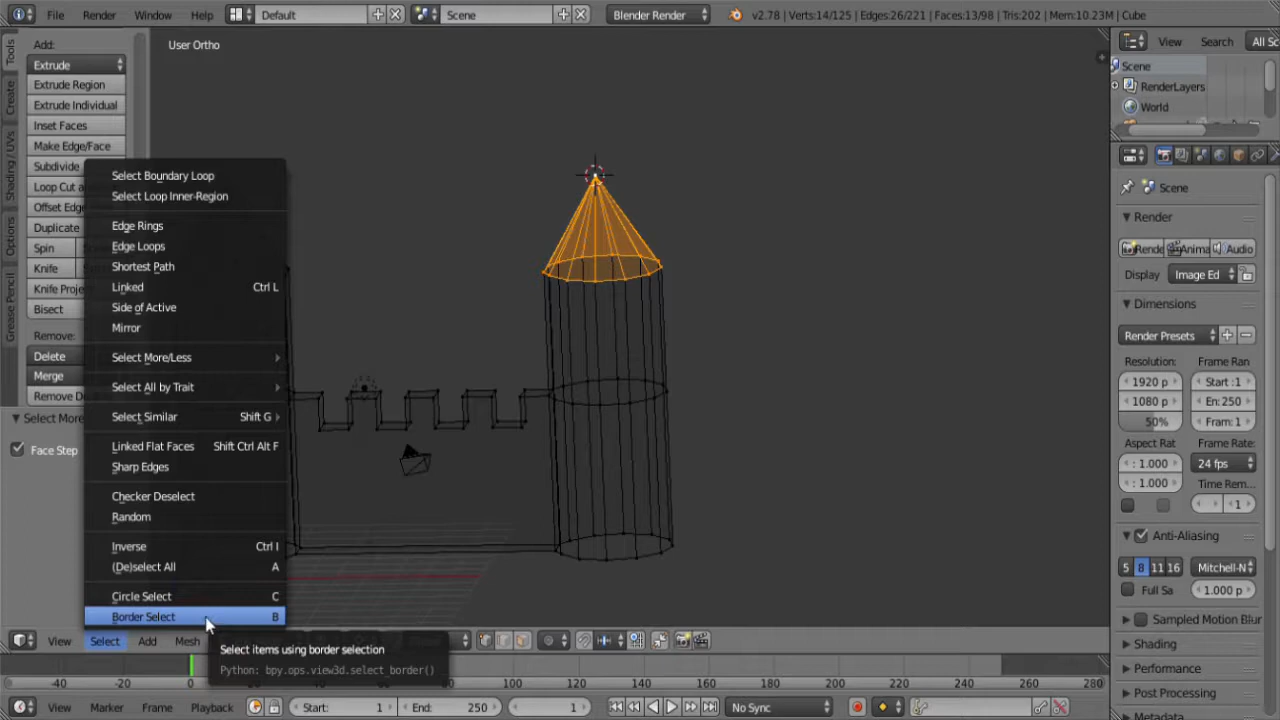 File
Render
Window
Help
Default
Scene
Blender Render
v2.78 | Verts:14/125 | Edges:26/221 | Faces:13/98 | Tris:202 | Mem:10.23M | Cube
Tools
Create
Shading / UVs
Options
Grease Pencil
Add:
Extrude
Extrude Region
Extrude Individual
Inset Faces
Make Edge/Face
Subdivide
Loop Cut a
Offset Edge
Duplicate
Spin
Knife
Knife Proje
Bisect
Remove:
Delete
Merge
Remove Do
Select More
Face Step
User Ortho
Select Boundary Loop
Select Loop Inner-Region
Edge Rings
Edge Loops
Shortest Path
Linked Ctrl L
Side of Active
Mirror
Select More/Less
Select All by Trait
Select Similar Shift G
Linked Flat Faces Shift Ctrl Alt F
Sharp Edges
Checker Deselect
Random
Inverse Ctrl I
(De)select All A
Circle Select C
Border Select B
Select items using border selection
Python: bpy.ops.view3d.select_border()
View
Select
Add
Mesh
-40 -20 0 20 40 60 80 100 120 140 160 180 200 220 240 260 280
View
Marker
Frame
Playback
Start: 1
End: 250
1
No Sync
View
Search
All Sc
Scene
RenderLayers
World
Scene
Render
Rende
Anima
Audio
Display
Image Ed
Dimensions
Render Presets
Resolution:
Frame Ran
1920 p
Start :1
1080 p
En: 250
50%
Fram: 1
Aspect Rat
Frame Rate:
: 1.000
24 fps
: 1.000
Time Rem...
1
Anti-Aliasing
5 8 11 16
Mitchell-N
Full Sa
1.000 p
Sampled Motion Blur
Shading
Performance
Post Processing
Metadata